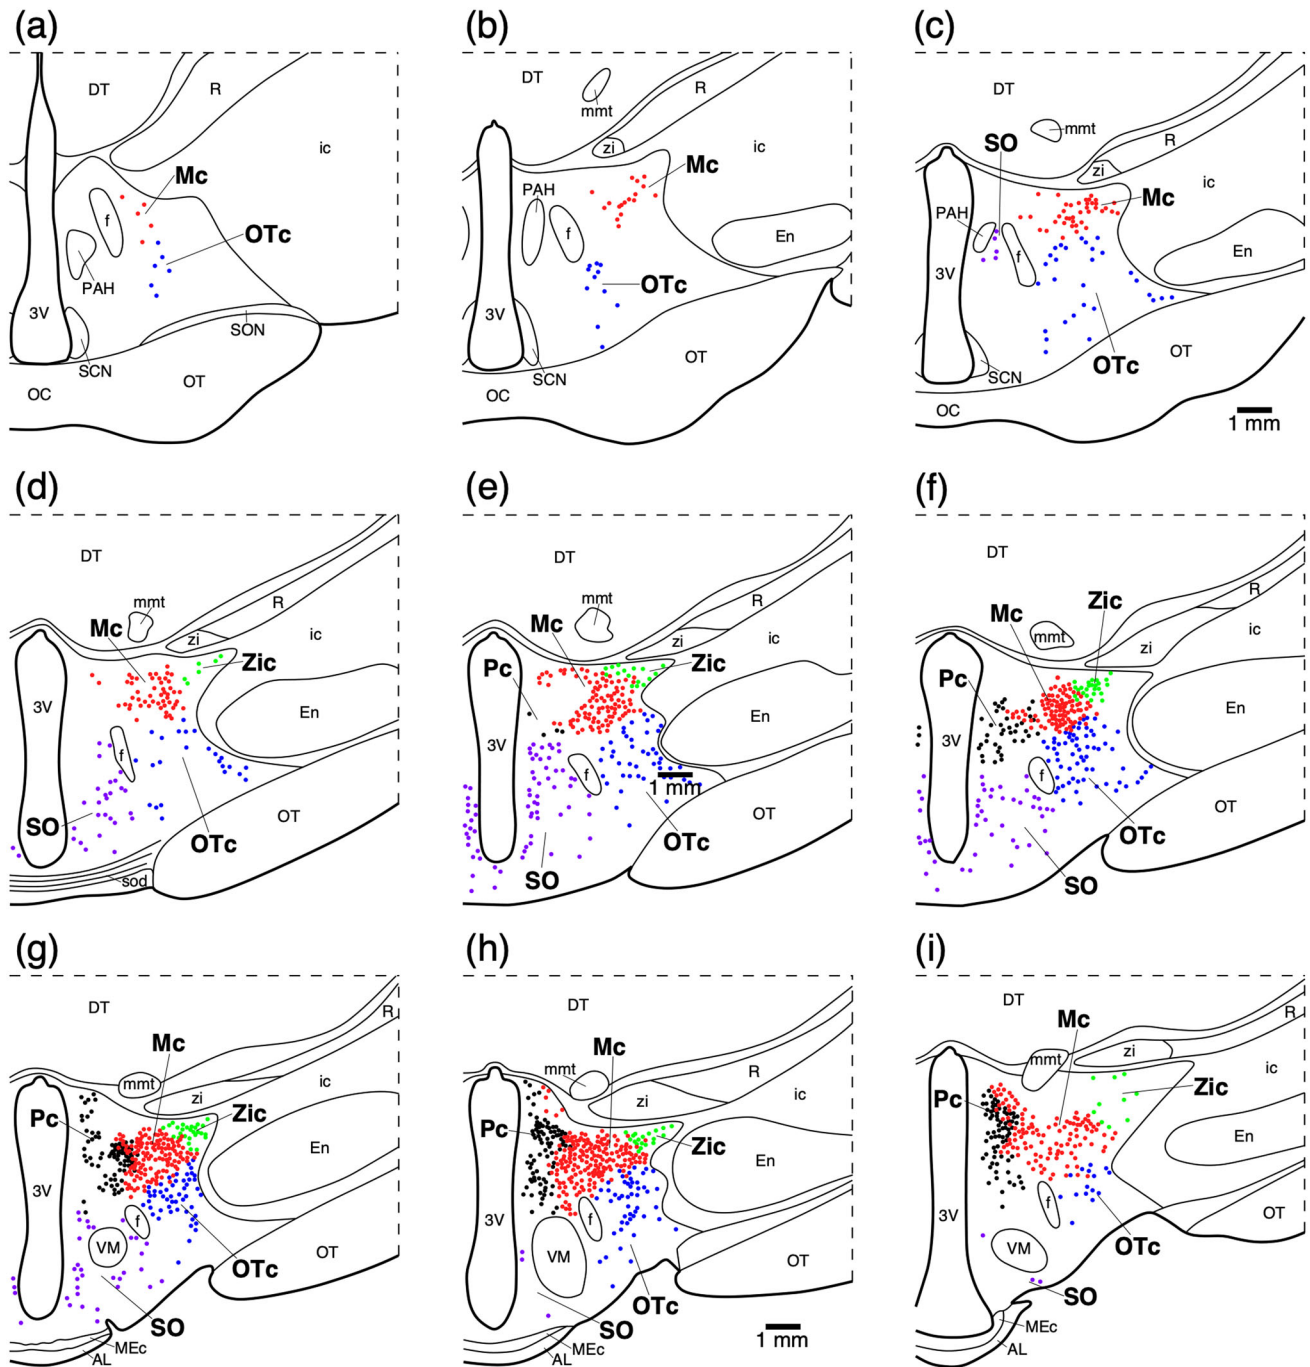 (a)
DT
R
ic
Mc
f
OTc
PAH
3V
SON
SCN
OT
OC
(b)
DT
mmt
R
zi
ic
Mc
PAH
f
En
OTc
3V
SCN
OT
OC
(c)
DT
mmt
SO
R
zi
ic
Mc
PAH
f
En
3V
OTc
OT
SCN
OC
1 mm
(d)
DT
mmt
R
Mc
zi
ic
Zic
3V
En
f
SO
OT
OTc
sod
(e)
DT
mmt
R
Mc
zi
ic
Pc
Zic
En
3V
f
1 mm
OT
OTc
SO
(f)
DT
R
Zic
Mc
mmt
ic
zi
Pc
En
3V
f
OT
OTc
SO
(g)
DT
R
Mc
mmt
ic
zi
Pc
Zic
En
3V
f
VM
OT
OTc
SO
MEc
AL
(h)
DT
Mc
mmt
R
ic
zi
Pc
Zic
En
3V
f
VM
OT
OTc
SO
1 mm
MEc
AL
(i)
DT
R
Mc
mmt
zi
ic
Zic
Pc
En
f
3V
VM
OT
OTc
SO
MEc
AL